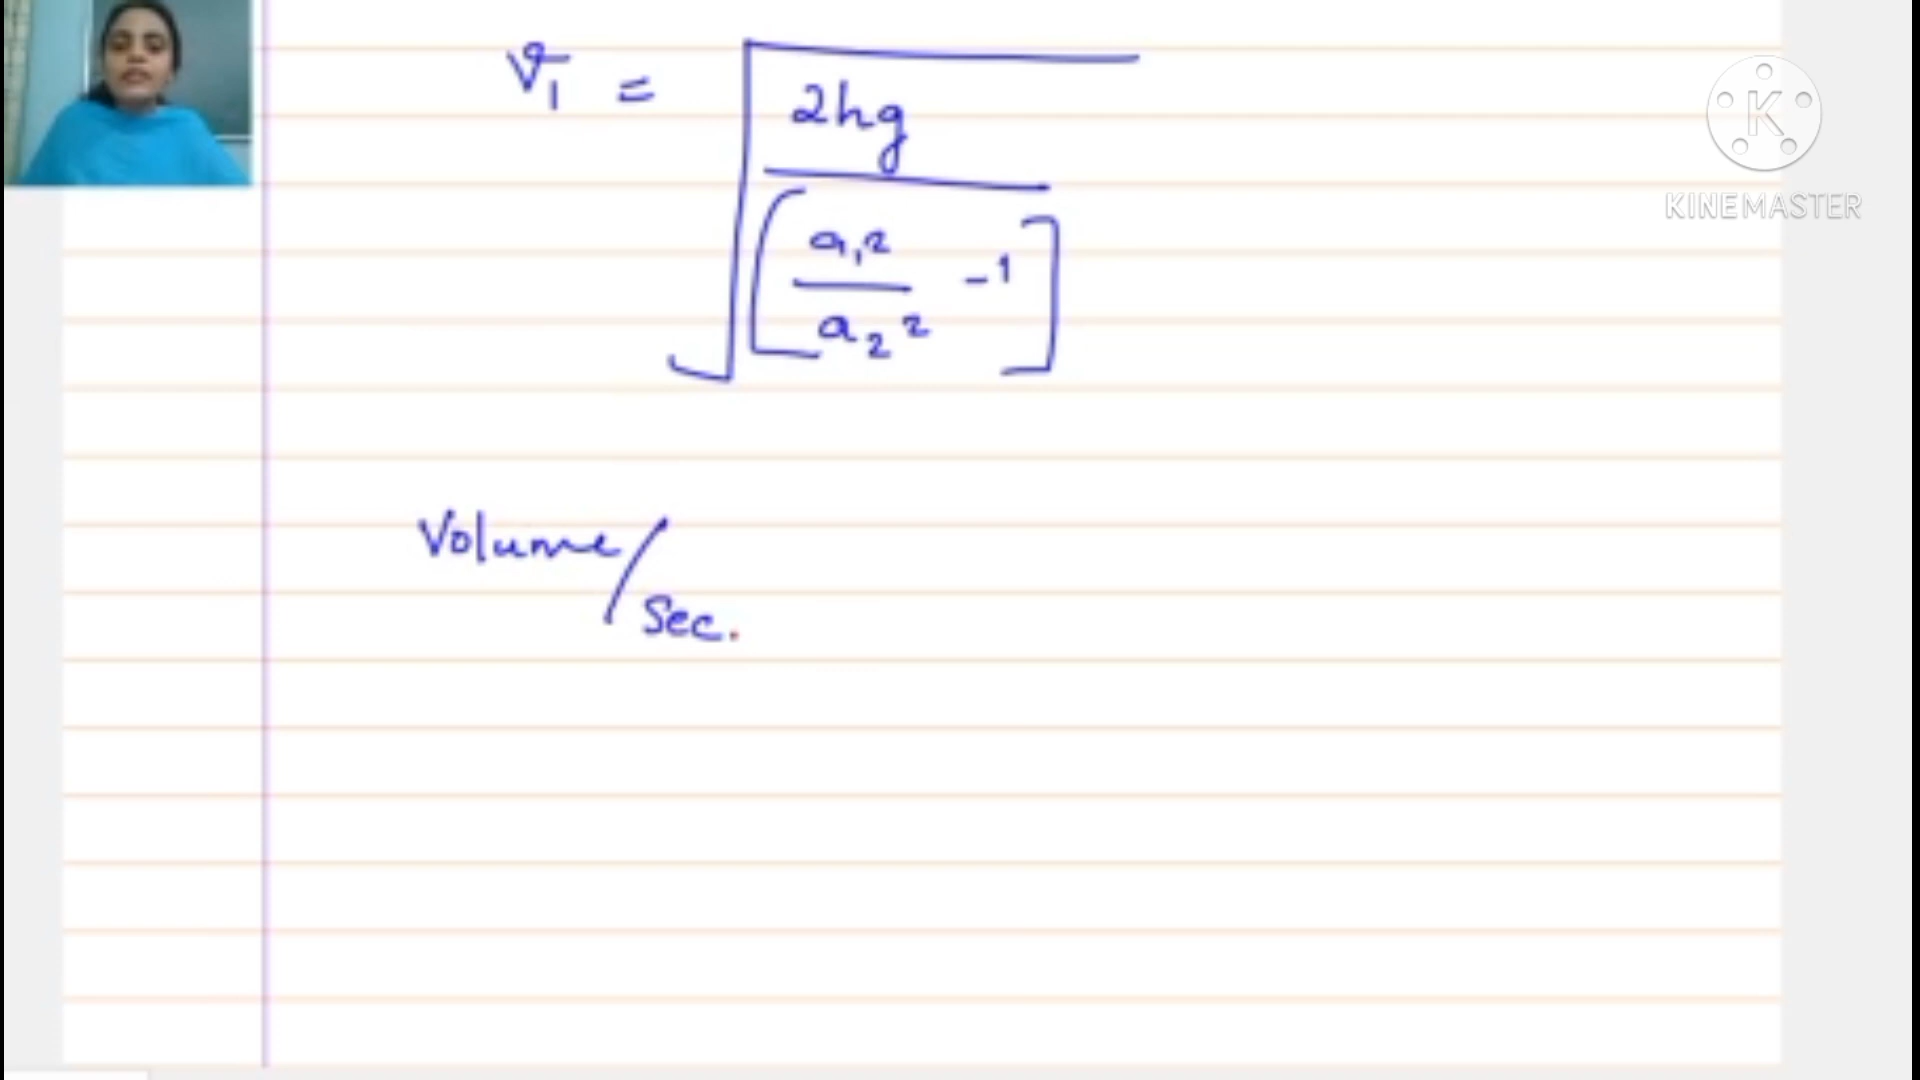 v₁ = √ 2hg
[ a₁² / a₂² - 1 ]
Volume/Sec.
K
KINEMASTER